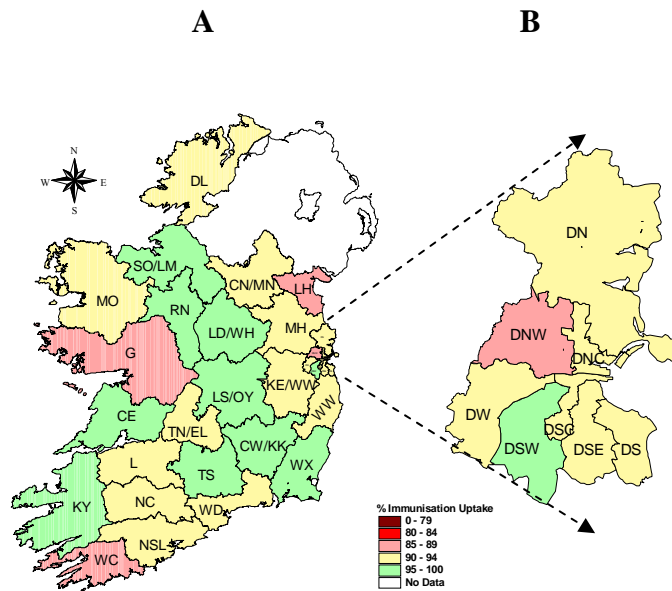 A
B
N
W E
S
DL
SO/LM
CN/MN
LH
MO
RN
LD/WH
MH
G
KE/WW
LS/OY
WW
CE
TN/EL
CW/KK
L
TS
WX
KY
NC
WD
NSL
WC
DN
DNW
DNC
DW
DSC
DSW
DSE
DS
% Immunisation Uptake
0 - 79
80 - 84
85 - 89
90 - 94
95 - 100
No Data